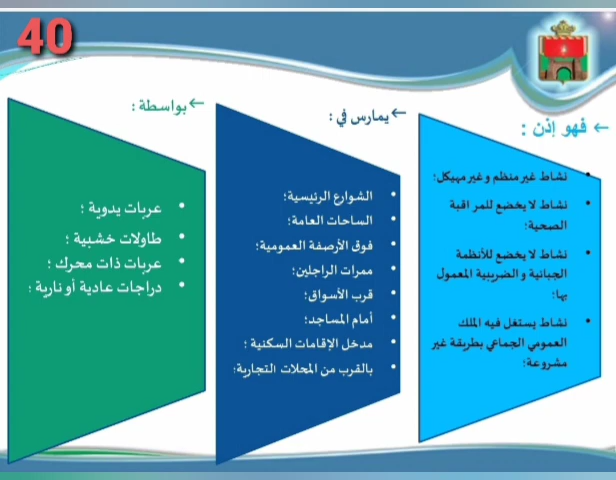 40
← فهو إذن :
نشاط غير منظم و غير مهيكل؛
نشاط لا يخضع للمراقبة
الصحية؛
نشاط لا يخضع للأنظمة
الجبائية و الضريبية المعمول
بها؛
نشاط يستغل فيه الملك
العمومي الجماعي بطريقة غير
مشروعة؛
← يمارس في :
الشوارع الرئيسية؛
الساحات العامة؛
فوق الأرصفة العمومية؛
ممرات الراجلين؛
قرب الأسواق؛
أمام المساجد؛
مدخل الإقامات السكنية ؛
بالقرب من المحلات التجارية؛
← بواسطة :
عربات يدوية ؛
طاولات خشبية ؛
عربات ذات محرك ؛
دراجات عادية أو نارية ؛